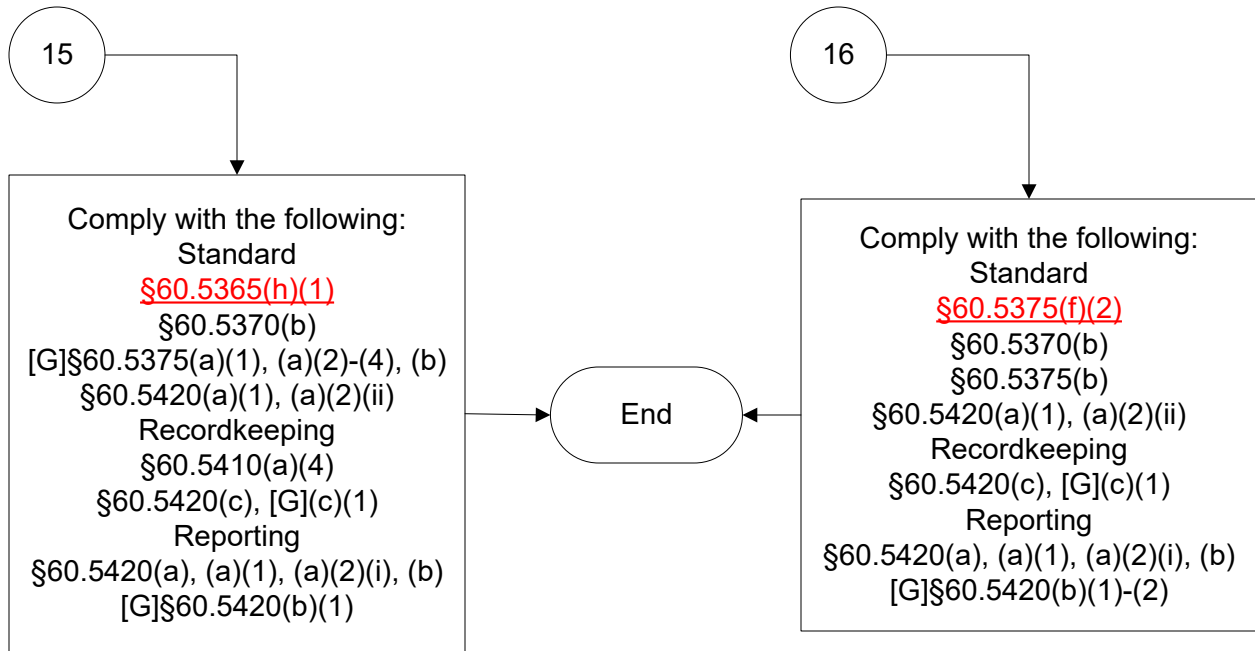 15
Comply with the following:
Standard
§60.5365(h)(1)
§60.5370(b)
[G]§60.5375(a)(1), (a)(2)-(4), (b)
§60.5420(a)(1), (a)(2)(ii)
Recordkeeping
§60.5410(a)(4)
§60.5420(c), [G](c)(1)
Reporting
§60.5420(a), (a)(1), (a)(2)(i), (b)
[G]§60.5420(b)(1)
End
16
Comply with the following:
Standard
§60.5375(f)(2)
§60.5370(b)
§60.5375(b)
§60.5420(a)(1), (a)(2)(ii)
Recordkeeping
§60.5420(c), [G](c)(1)
Reporting
§60.5420(a), (a)(1), (a)(2)(i), (b)
[G]§60.5420(b)(1)-(2)